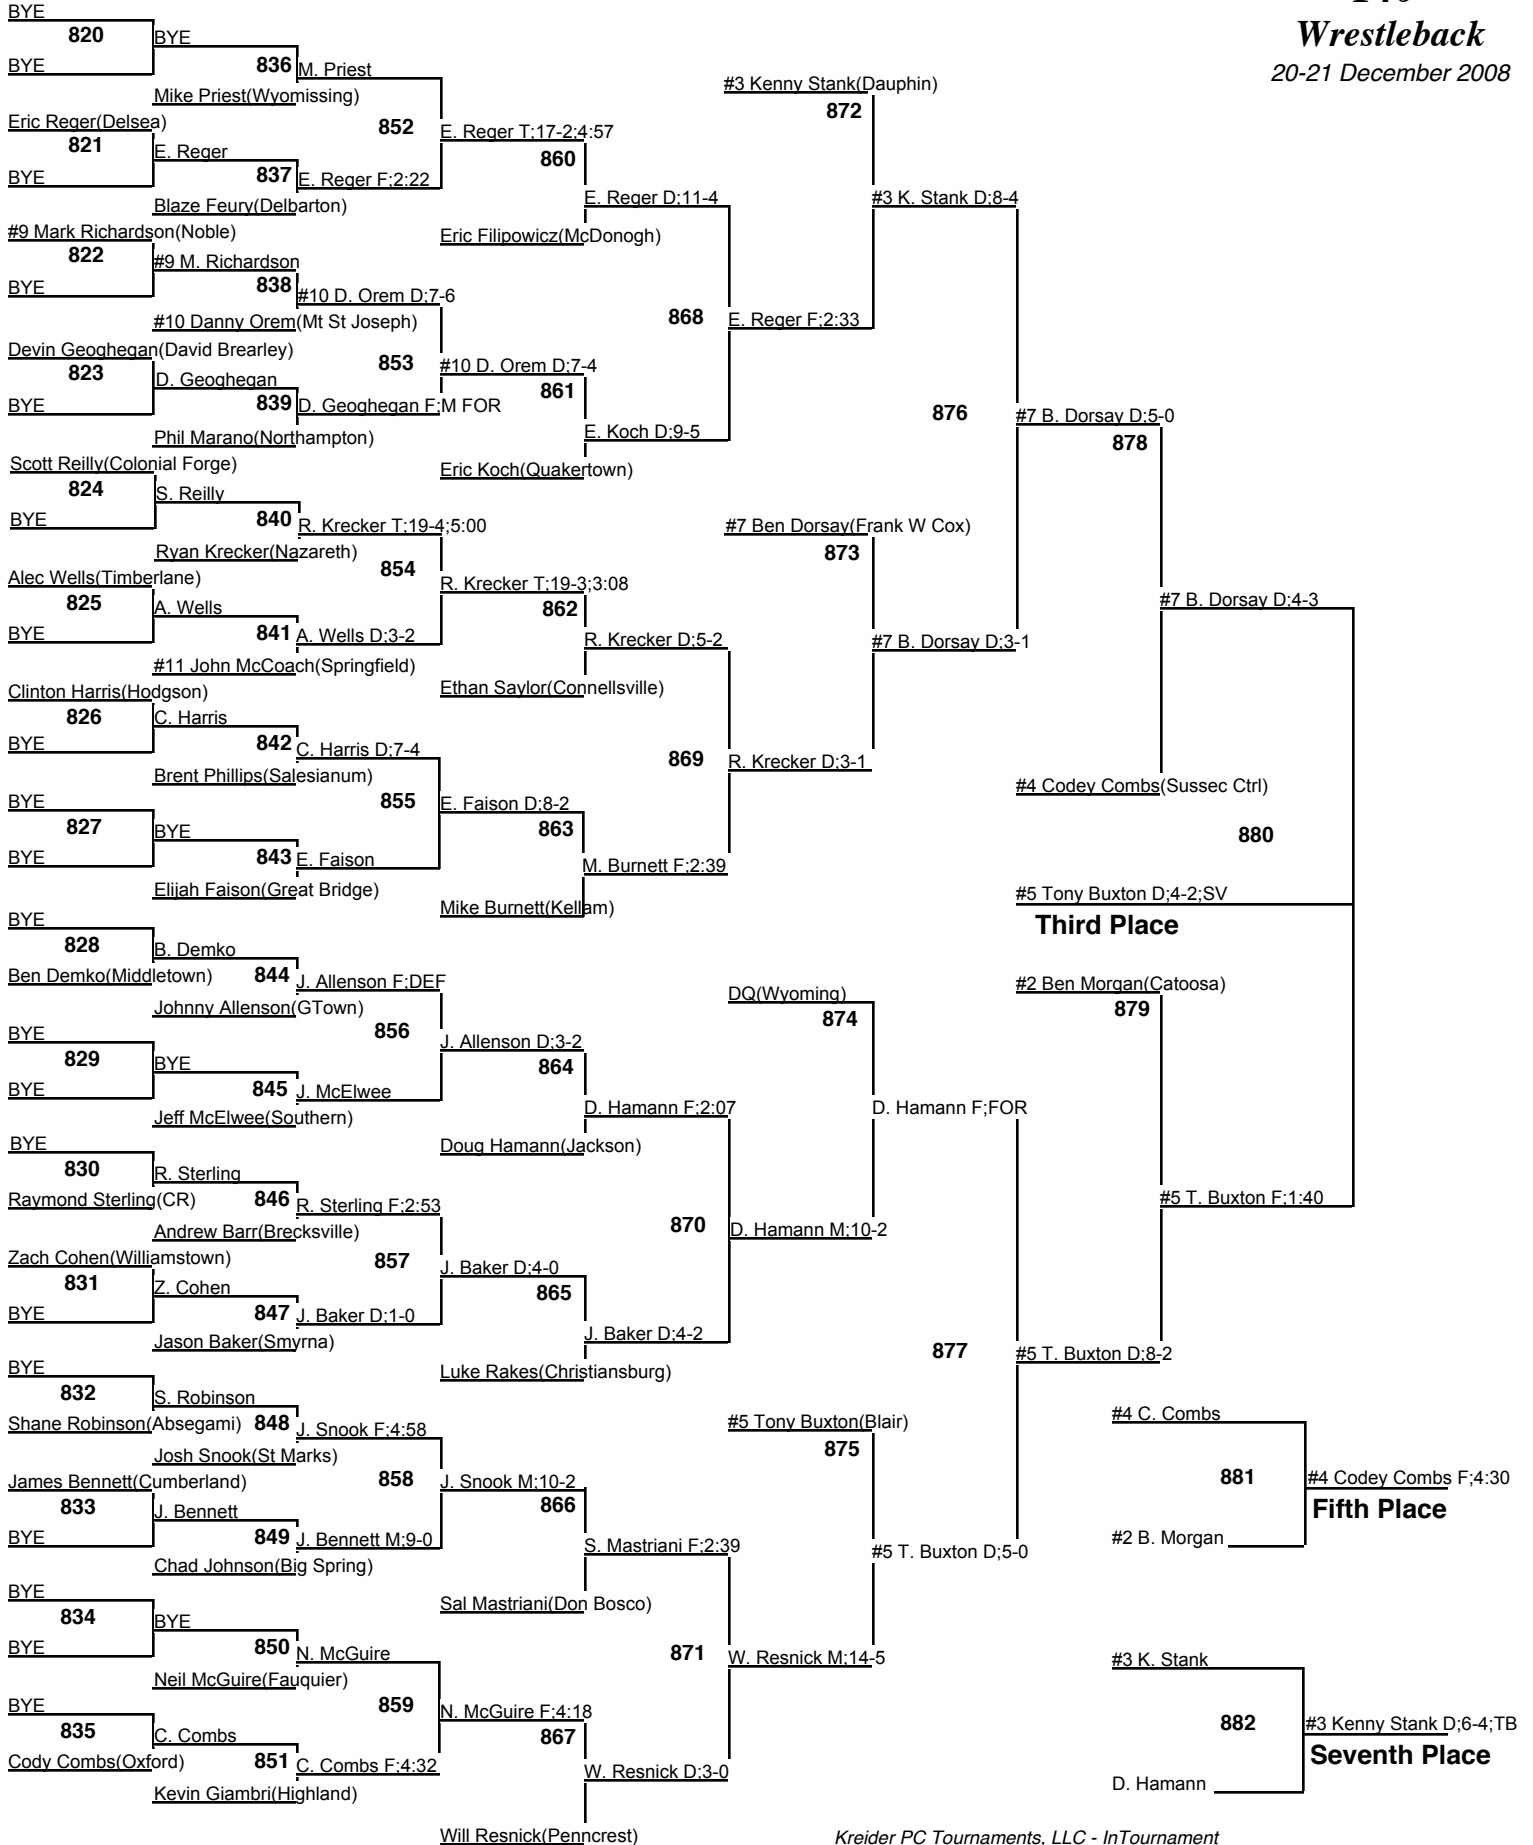 Wrestleback
20-21 December 2008
BYE
820
BYE
BYE
836
M. Priest
Mike Priest(Wyomissing)
Eric Reger(Delsea)
821
BYE
E. Reger
837
E. Reger F;2:22
Blaze Feury(Delbarton)
852
E. Reger T;17-2;4:57
860
E. Reger D;11-4
Eric Filipowicz(McDonogh)
#9 Mark Richardson(Noble)
822
BYE
#9 M. Richardson
838
#10 D. Orem D;7-6
#10 Danny Orem(Mt St Joseph)
Devin Geoghegan(David Brearley)
823
BYE
D. Geoghegan
839
D. Geoghegan F;M FOR
Phil Marano(Northampton)
853
#10 D. Orem D;7-4
861
E. Koch D;9-5
Eric Koch(Quakertown)
868
E. Reger F;2:33
#3 Kenny Stank(Dauphin)
872
#3 K. Stank D;8-4
Scott Reilly(Colonial Forge)
824
BYE
S. Reilly
840
R. Krecker T;19-4;5:00
Ryan Krecker(Nazareth)
Alec Wells(Timberlane)
825
BYE
A. Wells
841
A. Wells D;3-2
#11 John McCoach(Springfield)
854
R. Krecker T;19-3;3:08
862
R. Krecker D;5-2
Ethan Saylor(Connellsville)
Clinton Harris(Hodgson)
826
BYE
C. Harris
842
C. Harris D;7-4
Brent Phillips(Salesianum)
BYE
827
BYE
BYE
843
E. Faison
Elijah Faison(Great Bridge)
855
E. Faison D;8-2
863
M. Burnett F;2:39
Mike Burnett(Kellam)
869
R. Krecker D;3-1
#7 Ben Dorsay(Frank W Cox)
873
#7 B. Dorsay D;3-1
876
#7 B. Dorsay D;5-0
878
#7 B. Dorsay D;4-3
#4 Codey Combs(Sussec Ctrl)
880
#5 Tony Buxton D;4-2;SV
Third Place
BYE
828
Ben Demko(Middletown)
B. Demko
844
J. Allenson F;DEF
Johnny Allenson(GTown)
BYE
829
BYE
BYE
845
J. McElwee
Jeff McElwee(Southern)
856
J. Allenson D;3-2
864
D. Hamann F;2:07
Doug Hamann(Jackson)
BYE
830
Raymond Sterling(CR)
R. Sterling
846
R. Sterling F;2:53
Andrew Barr(Brecksville)
Zach Cohen(Williamstown)
831
BYE
Z. Cohen
847
J. Baker D;1-0
Jason Baker(Smyrna)
857
J. Baker D;4-0
865
J. Baker D;4-2
Luke Rakes(Christiansburg)
870
D. Hamann M;10-2
DQ(Wyoming)
874
D. Hamann F;FOR
BYE
832
Shane Robinson(Absegami)
S. Robinson
848
J. Snook F;4:58
Josh Snook(St Marks)
James Bennett(Cumberland)
833
BYE
J. Bennett
849
J. Bennett M;9-0
Chad Johnson(Big Spring)
858
J. Snook M;10-2
866
S. Mastriani F;2:39
Sal Mastriani(Don Bosco)
BYE
834
BYE
BYE
850
N. McGuire
Neil McGuire(Fauquier)
BYE
835
Cody Combs(Oxford)
C. Combs
851
C. Combs F;4:32
Kevin Giambri(Highland)
859
N. McGuire F;4:18
867
W. Resnick D;3-0
Will Resnick(Penncrest)
871
W. Resnick M;14-5
#5 Tony Buxton(Blair)
875
#5 T. Buxton D;5-0
877
#5 T. Buxton D;8-2
#2 Ben Morgan(Catoosa)
879
#5 T. Buxton F;1:40
#4 C. Combs
881
#2 B. Morgan
#4 Codey Combs F;4:30
Fifth Place
#3 K. Stank
882
D. Hamann
#3 Kenny Stank D;6-4;TB
Seventh Place
Kreider PC Tournaments, LLC - InTournament